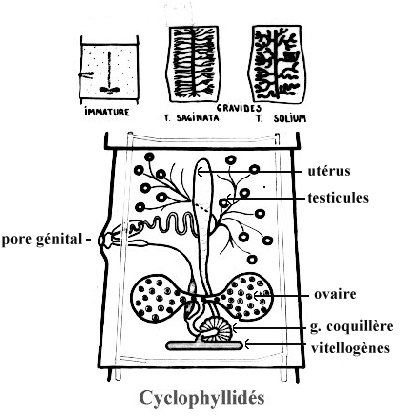 IMMATURE
GRAVIDES
T. SAGINATA
T. SOLIUM
utérus
testicules
pore génital
ovaire
g. coquillère
vitellogènes
Cyclophyllidés